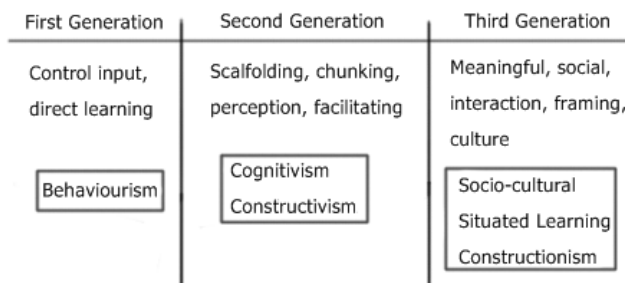 First Generation
Control input,
direct learning
Behaviourism
Second Generation
Scalfolding, chunking,
perception, facilitating
Cognitivism
Constructivism
Third Generation
Meaningful, social,
interaction, framing,
culture
Socio-cultural
Situated Learning
Constructionism